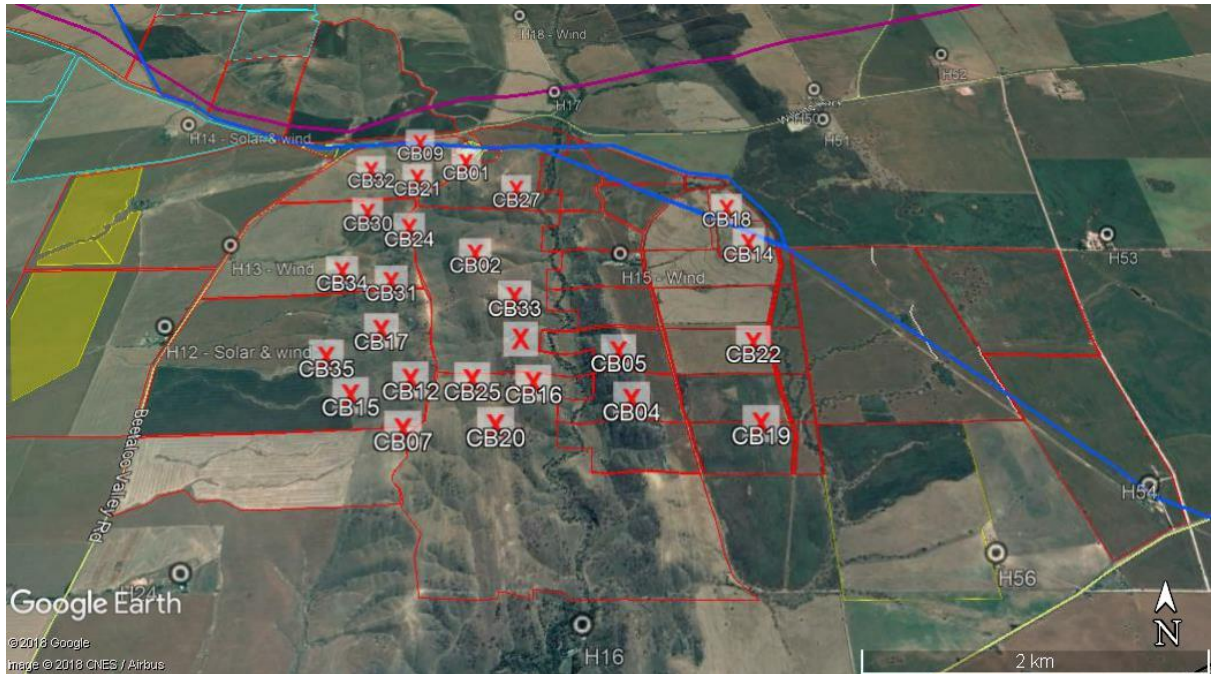 H18 - Wind
H52
H17
H50
H51
H14 - Solar & wind
CB09
CB01
CB32
CB21
CB27
CB30
CB24
CB18
CB14
H53
CB02
H15 - Wind
H13 - Wind
CB34
CB31
CB33
CB17
CB05
CB22
H12 - Solar & wind
CB35
CB12
CB25
CB16
CB15
CB04
CB07
CB20
CB19
Beetaloo Valley Rd
H54
H56
H24
Google Earth
H16
N
© 2018 Google
Image © 2018 CNES / Airbus
2 km